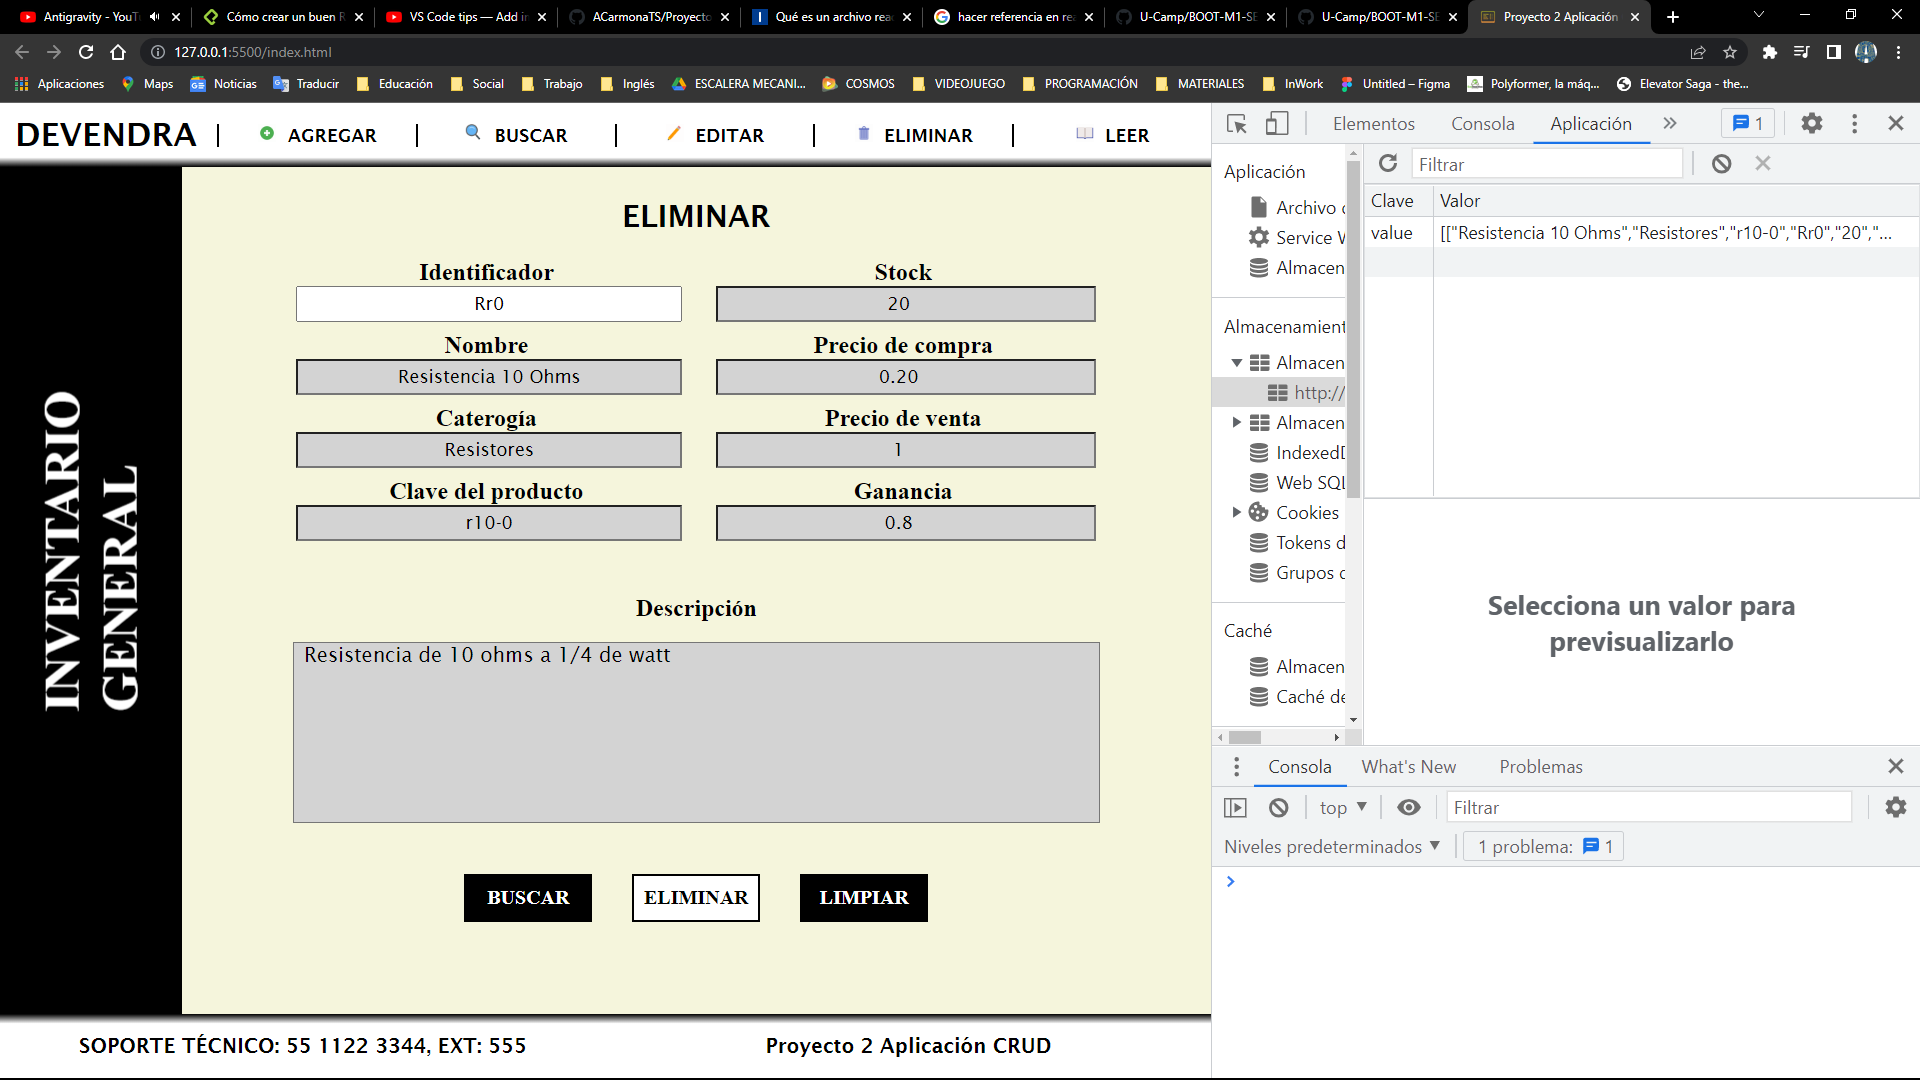 Antigravity - YouT
Cómo crear un buen R
VS Code tips — Add i
ACarmonaTS/Proyecto
Qué es un archivo rea
hacer referencia en re
U-Camp/BOOT-M1-SE
U-Camp/BOOT-M1-SE
Proyecto 2 Aplicación
127.0.0.1:5500/index.html
Aplicaciones Maps Noticias Traducir Educación Social Trabajo Inglés ESCALERA MECANI... COSMOS VIDEOJUEGO PROGRAMACIÓN MATERIALES InWork Untitled – Figma Polyformer, la máq... Elevator Saga - the...
DEVENDRA | AGREGAR | BUSCAR | EDITAR | ELIMINAR | LEER
INVENTARIO
GENERAL
ELIMINAR
Identificador Stock
Rr0 20
Nombre Precio de compra
Resistencia 10 Ohms 0.20
Caterogía Precio de venta
Resistores 1
Clave del producto Ganancia
r10-0 0.8
Descripción
Resistencia de 10 ohms a 1/4 de watt
BUSCAR ELIMINAR LIMPIAR
SOPORTE TÉCNICO: 55 1122 3344, EXT: 555 Proyecto 2 Aplicación CRUD
Elementos Consola Aplicación » 1
Aplicación
Archivo
Service W
Almacen
Almacenamient
Almacen
http://
Almacen
IndexedD
Web SQL
Cookies
Tokens d
Grupos
Caché
Almacen
Caché de
Filtrar
Clave Valor
value [["Resistencia 10 Ohms","Resistores","r10-0","Rr0","20","...
Selecciona un valor para
previsualizarlo
Consola What's New Problemas
top Filtrar
Niveles predeterminados 1 problema: 1